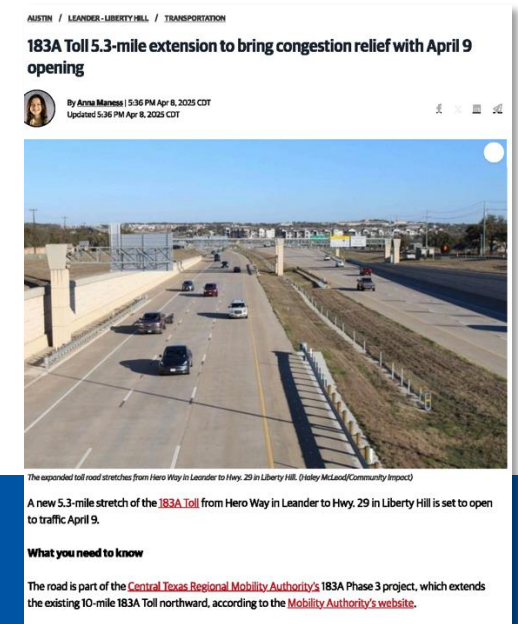 AUSTIN / LEANDER - LIBERTY HILL / TRANSPORTATION
183A Toll 5.3-mile extension to bring congestion relief with April 9
opening
By Anna Maness | 5:36 PM Apr 8, 2025 CDT
Updated 5:36 PM Apr 8, 2025 CDT
The expanded toll road stretches from Hero Way in Leander to Hwy. 29 in Liberty Hill. (Haley McLeod/Community Impact)
A new 5.3-mile stretch of the 183A Toll from Hero Way in Leander to Hwy. 29 in Liberty Hill is set to open
to traffic April 9.
What you need to know
The road is part of the Central Texas Regional Mobility Authority's 183A Phase 3 project, which extends
the existing 10-mile 183A Toll northward, according to the Mobility Authority's website.